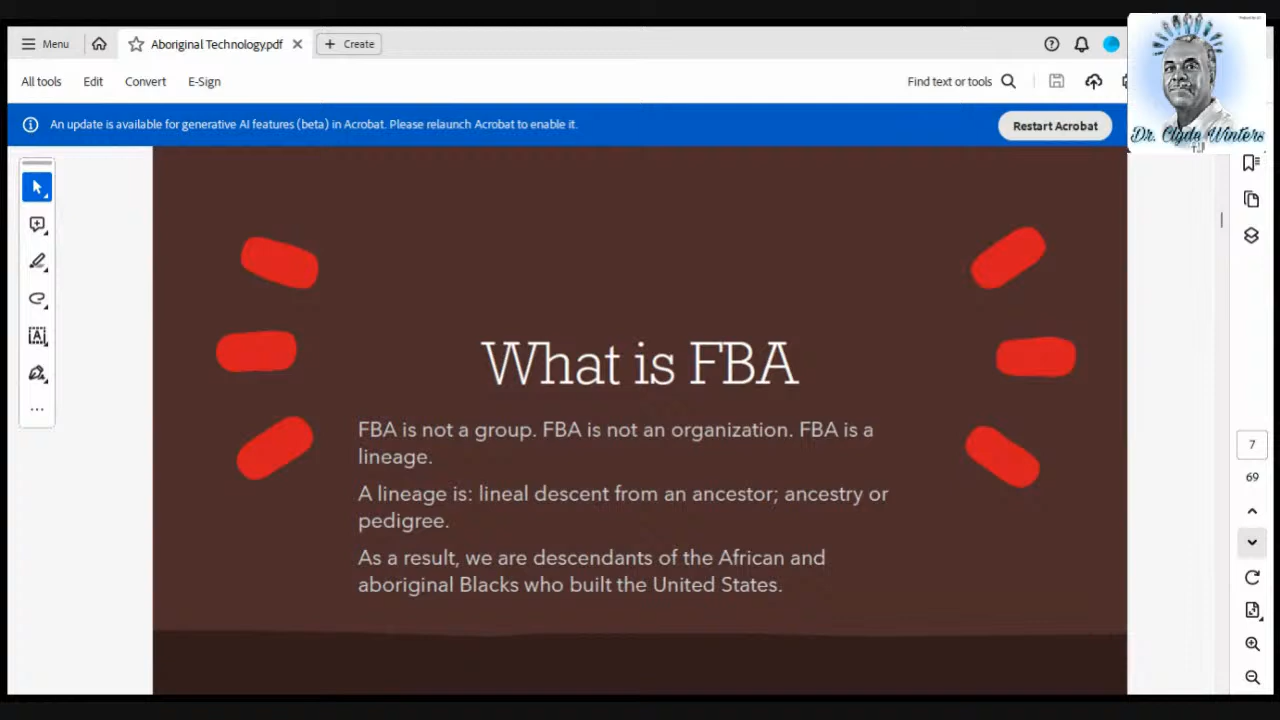 Menu
Aboriginal Technology.pdf
Create
All tools
Edit
Convert
E-Sign
Find text or tools
An update is available for generative AI features (beta) in Acrobat. Please relaunch Acrobat to enable it.
Restart Acrobat
Dr. Clyde Winters
What is FBA
FBA is not a group. FBA is not an organization. FBA is a
lineage.
A lineage is: lineal descent from an ancestor; ancestry or
pedigree.
As a result, we are descendants of the African and
aboriginal Blacks who built the United States.
7
69